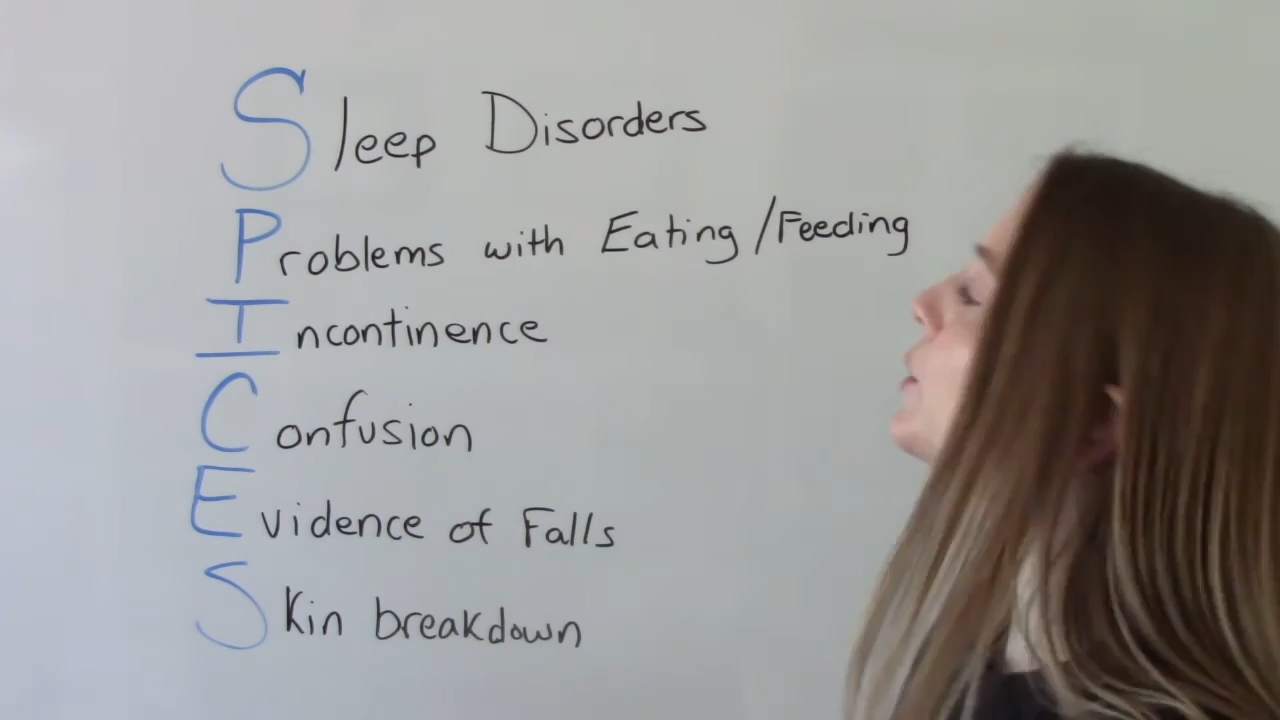 Sleep Disorders
Problems with Eating/Feeding
Incontinence
Confusion
Evidence of Falls
Skin breakdown